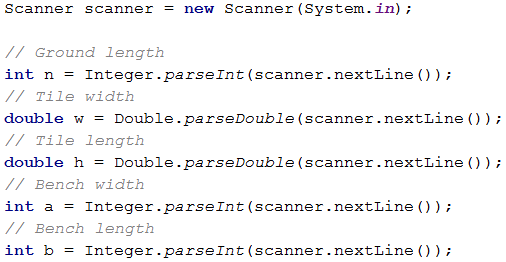 Scanner scanner = new Scanner(System.in);
// Ground length
int n = Integer.parseInt(scanner.nextLine());
// Tile width
double w = Double.parseDouble(scanner.nextLine());
// Tile length
double h = Double.parseDouble(scanner.nextLine());
// Bench width
int a = Integer.parseInt(scanner.nextLine());
// Bench length
int b = Integer.parseInt(scanner.nextLine());